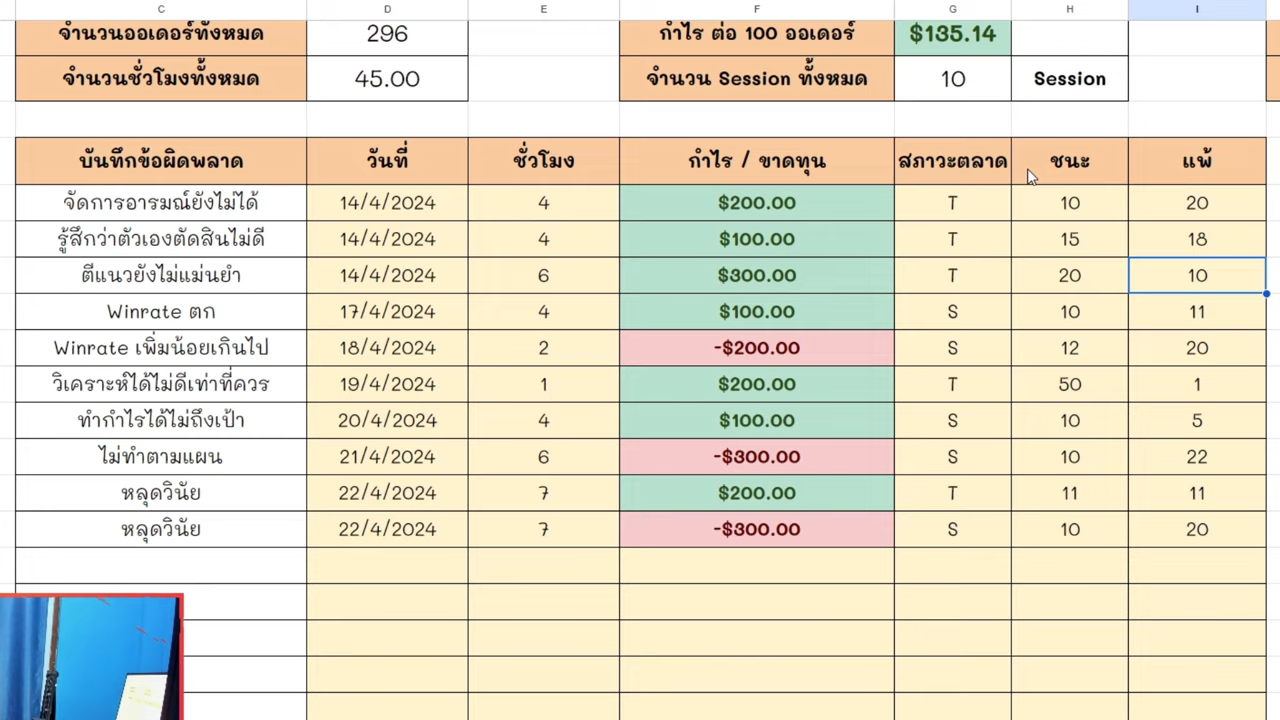 C D E F G H I
จำนวนออเดอร์ทั้งหมด 296 กำไร ต่อ 100 ออเดอร์ $135.14
จำนวนชั่วโมงทั้งหมด 45.00 จำนวน Session ทั้งหมด 10 Session
บันทึกข้อผิดพลาด วันที่ ชั่วโมง กำไร / ขาดทุน สภาวะตลาด ชนะ แพ้
จัดการอารมณ์ยังไม่ได้ 14/4/2024 4 $200.00 T 10 20
รู้สึกว่าตัวเองตัดสินไม่ดี 14/4/2024 4 $100.00 T 15 18
ตีแนวยังไม่แม่นยำ 14/4/2024 6 $300.00 T 20 10
Winrate ตก 17/4/2024 4 $100.00 S 10 11
Winrate เพิ่มน้อยเกินไป 18/4/2024 2 -$200.00 S 12 20
วิเคราะห์ได้ไม่ดีเท่าที่ควร 19/4/2024 1 $200.00 T 50 1
ทำกำไรได้ไม่ถึงเป้า 20/4/2024 4 $100.00 S 10 5
ไม่ทำตามแผน 21/4/2024 6 -$300.00 S 10 22
หลุดวินัย 22/4/2024 7 $200.00 T 11 11
หลุดวินัย 22/4/2024 7 -$300.00 S 10 20